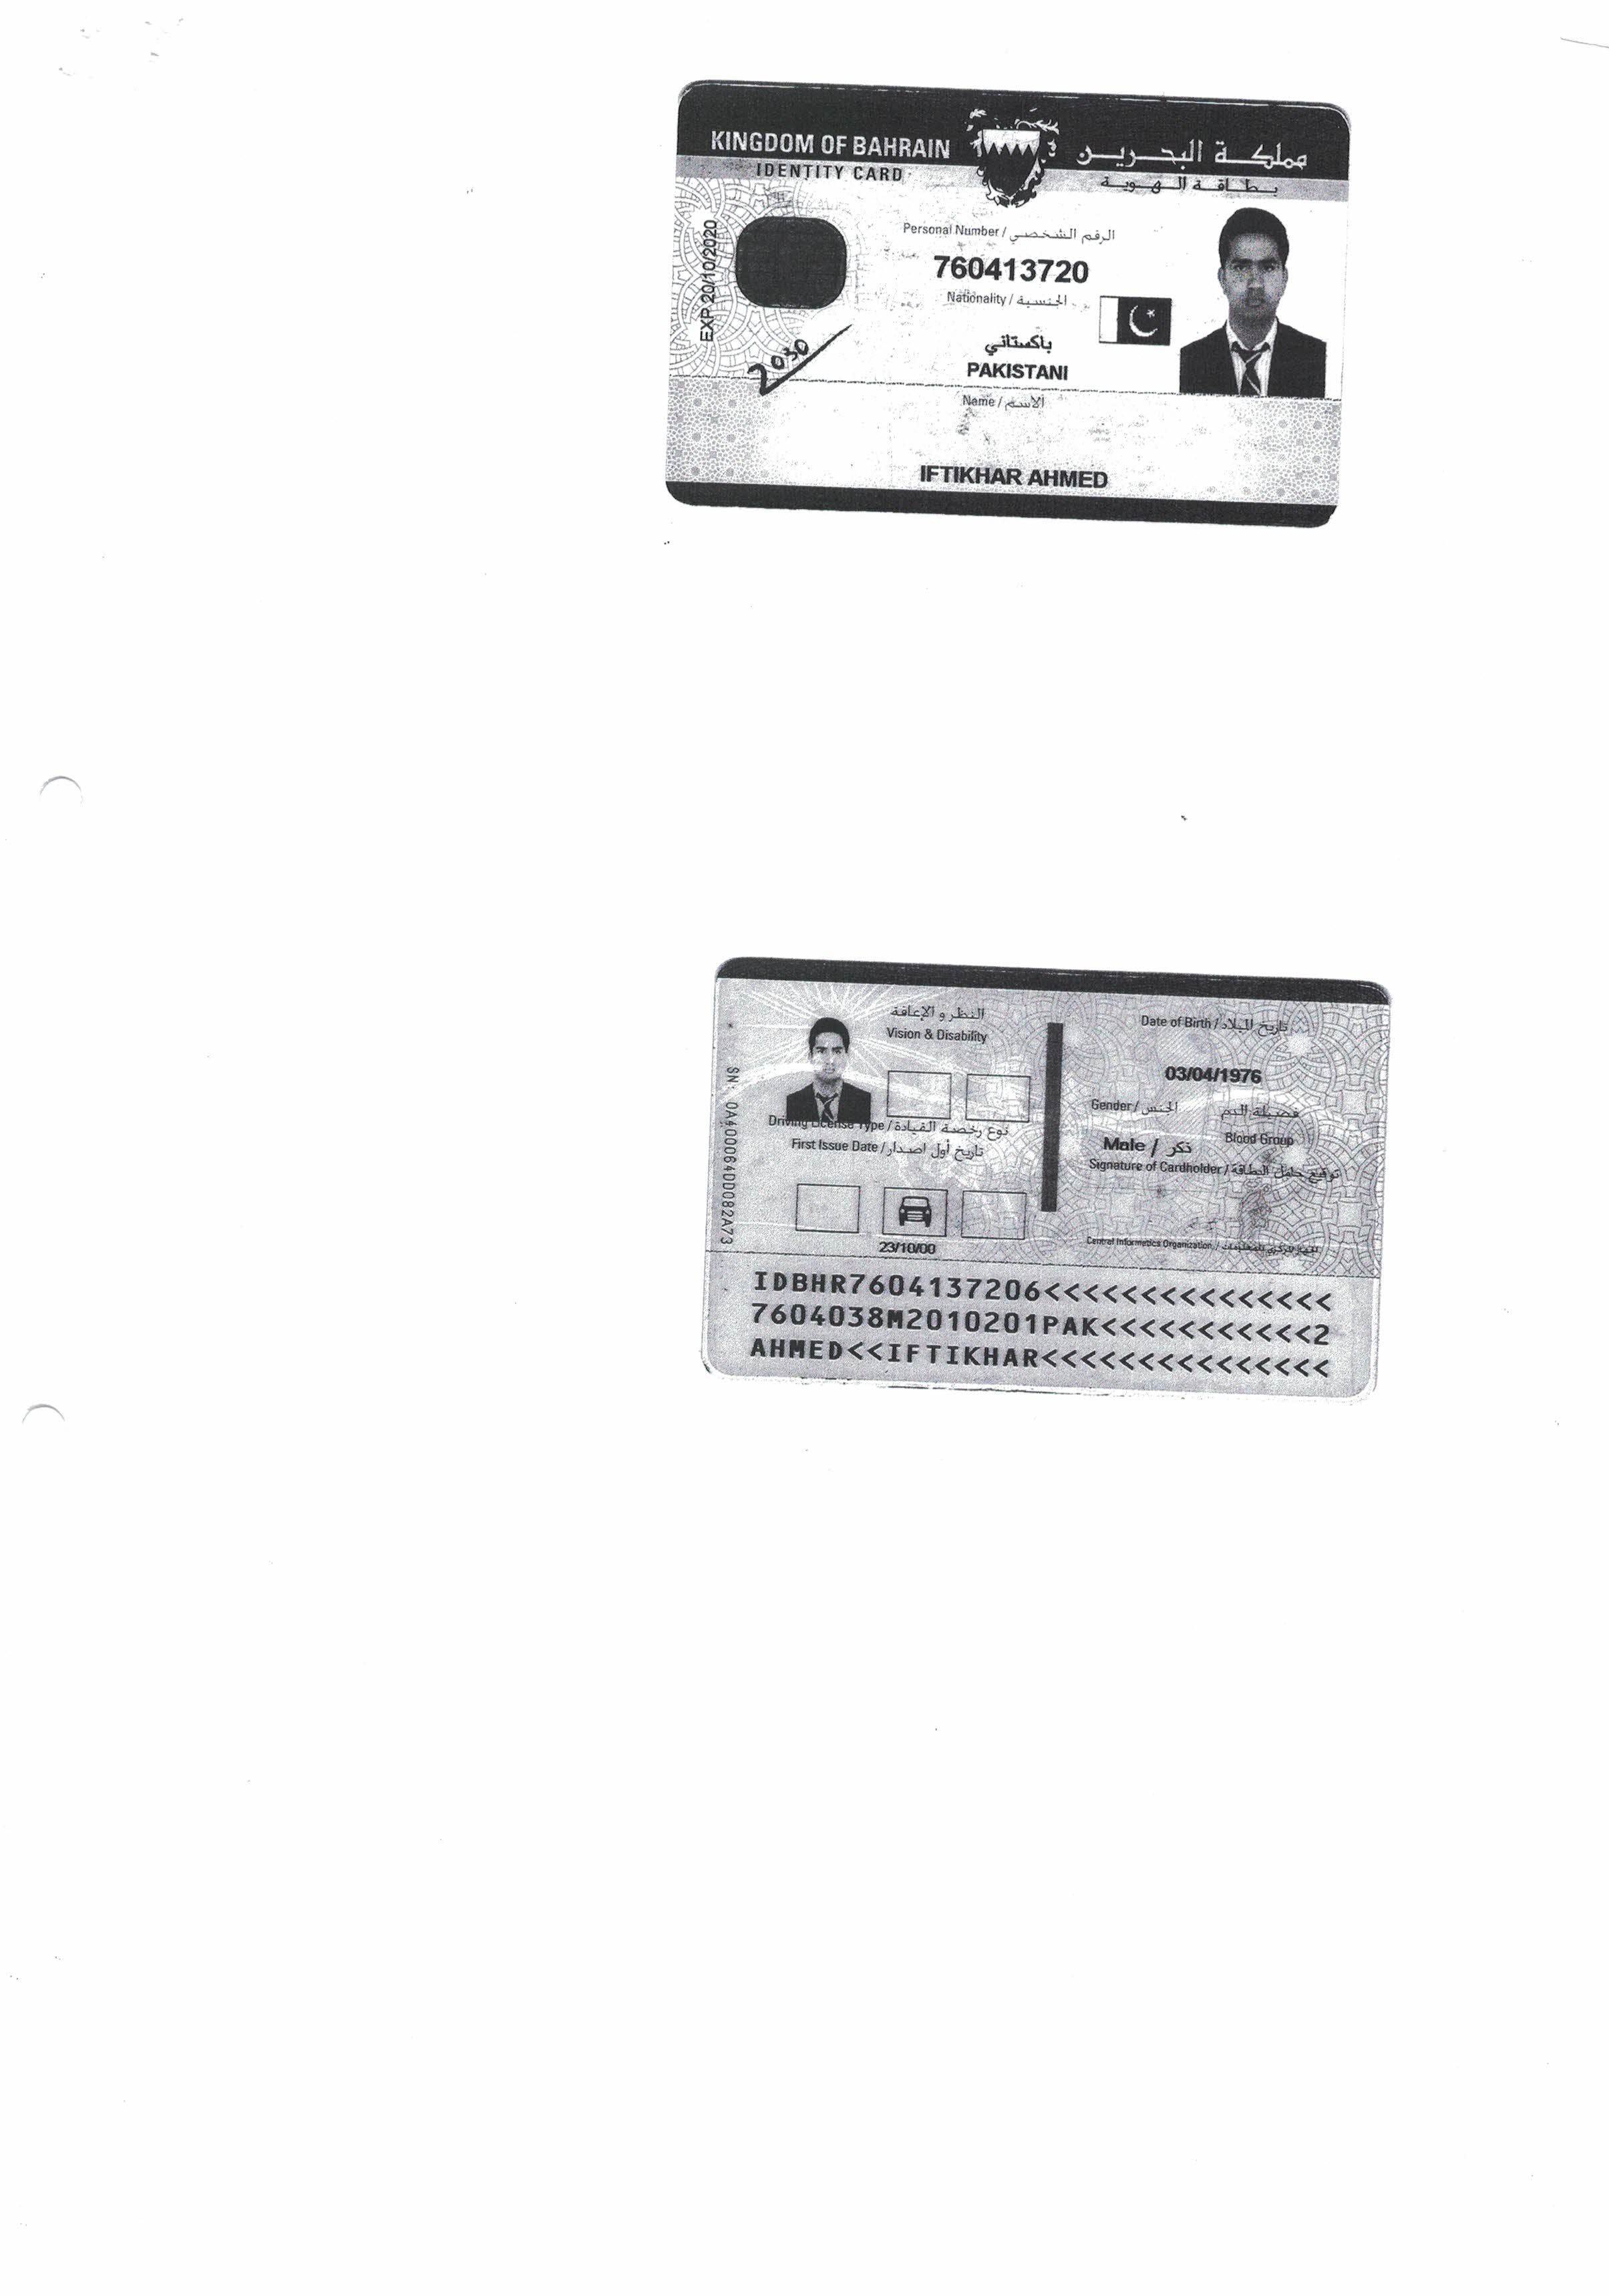 KINGDOM OF BAHRAIN مملكة البحرين
IDENTITY CARD بطاقة الهوية
Personal Number / الرقم الشخصي
760413720
Nationality / الجنسية
EXP 20/10/2020
2030
باكستاني
PAKISTANI
Name / الاسم
IFTIKHAR AHMED
النظر و الإعاقة
Vision & Disability
Driving License Type / نوع رخصة القيادة
First Issue Date / تاريخ أول اصدار
23/10/00
SN: 0A400064DD082A73
Date of Birth / تاريخ الميلاد
03/04/1976
Gender / الجنس فصيلة الدم
Male / ذكر Blood Group
Signature of Cardholder / توقيع حامل البطاقة
Central Informatics Organization / الجهاز المركزي للمعلومات
IDBHR7604137206<<<<<<<<<<<<<<<
7604038M2010201PAK<<<<<<<<<<<2
AHMED<<IFTIKHAR<<<<<<<<<<<<<<<